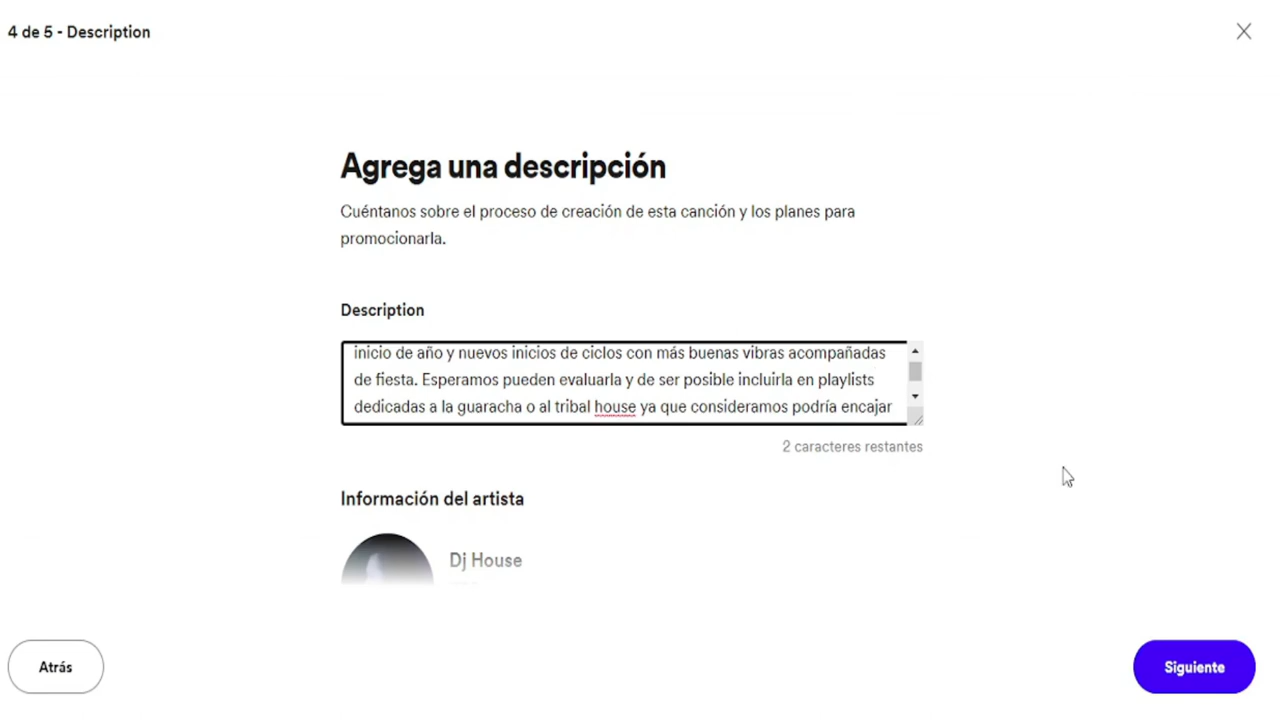 4 de 5 - Description
Agrega una descripción
Cuéntanos sobre el proceso de creación de esta canción y los planes para
promocionarla.
Description
inicio de año y nuevos inicios de ciclos con más buenas vibras acompañadas
de fiesta. Esperamos pueden evaluarla y de ser posible incluirla en playlists
dedicadas a la guaracha o al tribal house ya que consideramos podría encajar
2 caracteres restantes
Información del artista
Dj House
Atrás
Siguiente